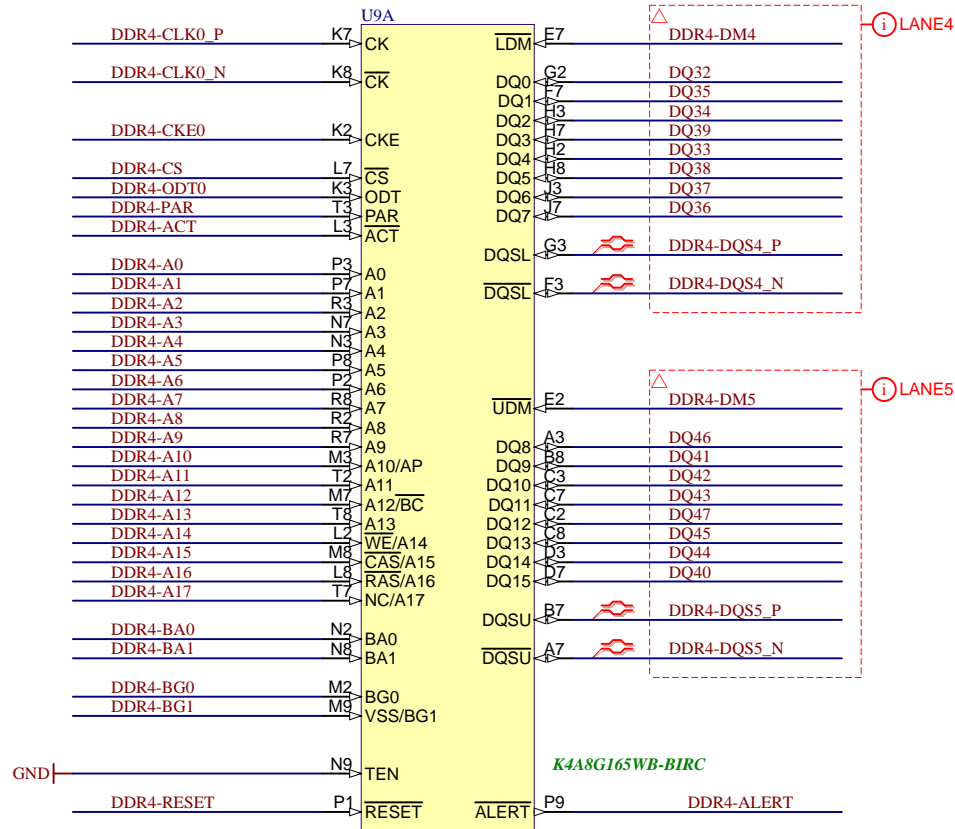 U9A
DDR4-CLK0_P K7 CK
DDR4-CLK0_N K8 CK
DDR4-CKE0 K2 CKE
DDR4-CS L7 CS
DDR4-ODT0 K3 ODT
DDR4-PAR T3 PAR
DDR4-ACT L3 ACT
DDR4-A0 P3 A0
DDR4-A1 P7 A1
DDR4-A2 R3 A2
DDR4-A3 N7 A3
DDR4-A4 N3 A4
DDR4-A5 P8 A5
DDR4-A6 P2 A6
DDR4-A7 R8 A7
DDR4-A8 R2 A8
DDR4-A9 R7 A9
DDR4-A10 M3 A10/AP
DDR4-A11 T2 A11
DDR4-A12 M7 A12/BC
DDR4-A13 T8 A13
DDR4-A14 L2 WE/A14
DDR4-A15 M8 CAS/A15
DDR4-A16 L8 RAS/A16
DDR4-A17 T7 NC/A17
DDR4-BA0 N2 BA0
DDR4-BA1 N8 BA1
DDR4-BG0 M2 BG0
DDR4-BG1 M9 VSS/BG1
GND N9 TEN
DDR4-RESET P1 RESET
LDM E7 DDR4-DM4
i LANE4
DQ0 G2 DQ32
DQ1 F7 DQ35
DQ2 H3 DQ34
DQ3 H7 DQ39
DQ4 H2 DQ33
DQ5 H8 DQ38
DQ6 J3 DQ37
DQ7 J7 DQ36
DQSL G3 DDR4-DQS4_P
DQSL F3 DDR4-DQS4_N
i LANE5
UDM E2 DDR4-DM5
DQ8 A3 DQ46
DQ9 B8 DQ41
DQ10 C3 DQ42
DQ11 C7 DQ43
DQ12 C2 DQ47
DQ13 C8 DQ45
DQ14 D3 DQ44
DQ15 D7 DQ40
DQSU B7 DDR4-DQS5_P
DQSU A7 DDR4-DQS5_N
K4A8G165WB-BIRC
ALERT P9 DDR4-ALERT